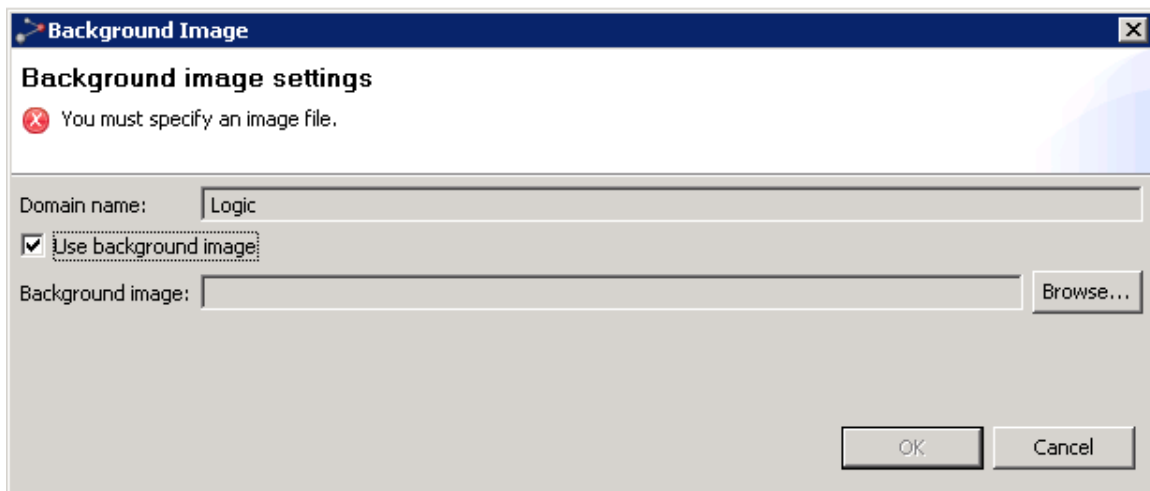 Background Image
Background image settings
You must specify an image file.
Domain name: Logic
Use background image
Background image: Browse...
OK Cancel